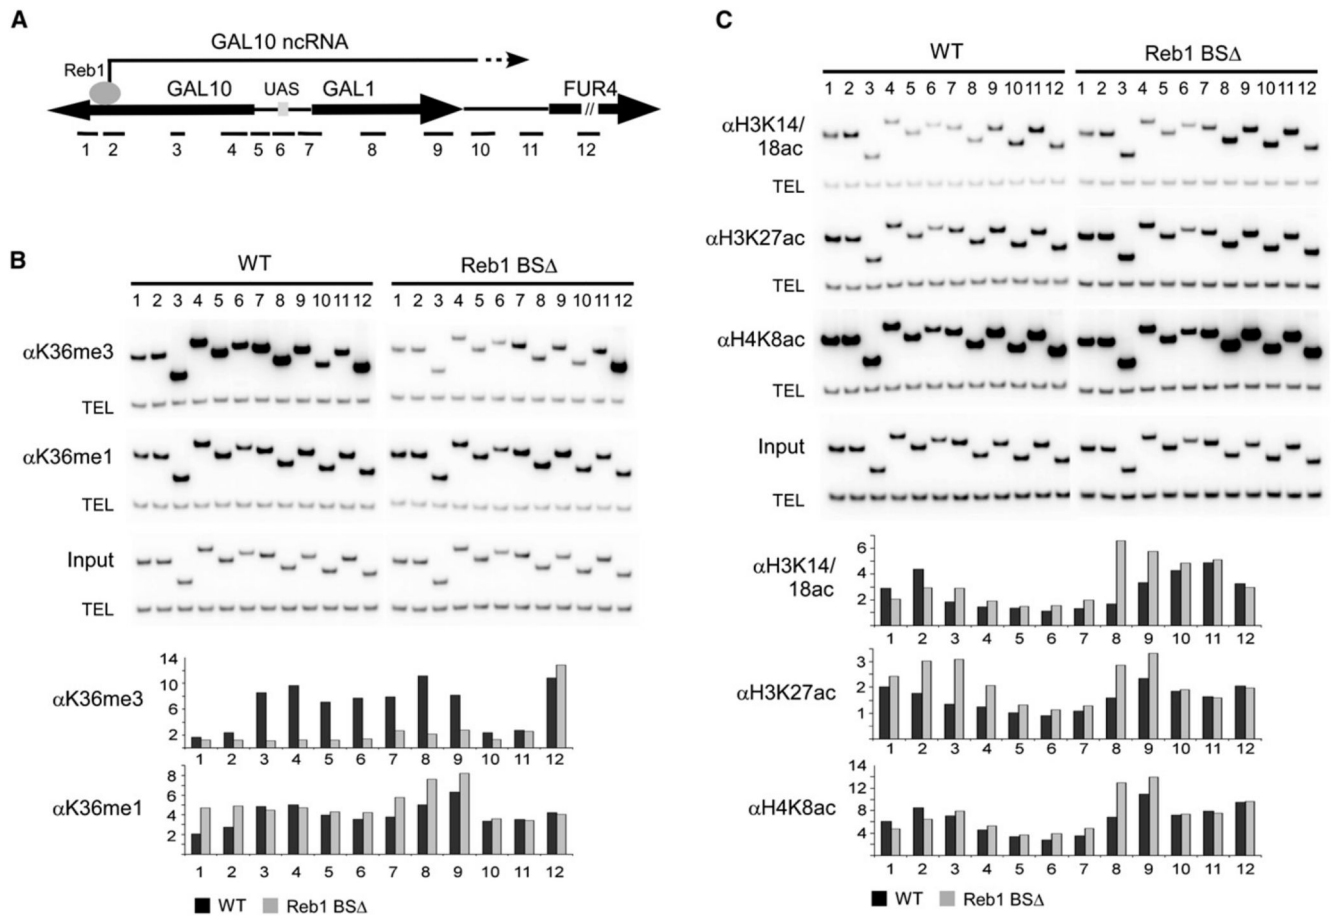 A
GAL10 ncRNA
Reb1
GAL10
UAS
GAL1
FUR4
//
1 2 3 4 5 6 7 8 9 10 11 12
B
WT
Reb1 BSΔ
1 2 3 4 5 6 7 8 9 10 11 12
1 2 3 4 5 6 7 8 9 10 11 12
αK36me3
TEL
αK36me1
TEL
Input
TEL
αK36me3
14
10
6
2
1 2 3 4 5 6 7 8 9 10 11 12
αK36me1
8
6
4
2
1 2 3 4 5 6 7 8 9 10 11 12
WT
Reb1 BSΔ
C
WT
Reb1 BSΔ
1 2 3 4 5 6 7 8 9 10 11 12
1 2 3 4 5 6 7 8 9 10 11 12
αH3K14/
18ac
TEL
αH3K27ac
TEL
αH4K8ac
TEL
Input
TEL
αH3K14/
18ac
6
4
2
1 2 3 4 5 6 7 8 9 10 11 12
αH3K27ac
3
2
1
1 2 3 4 5 6 7 8 9 10 11 12
αH4K8ac
14
12
8
4
1 2 3 4 5 6 7 8 9 10 11 12
WT
Reb1 BSΔ